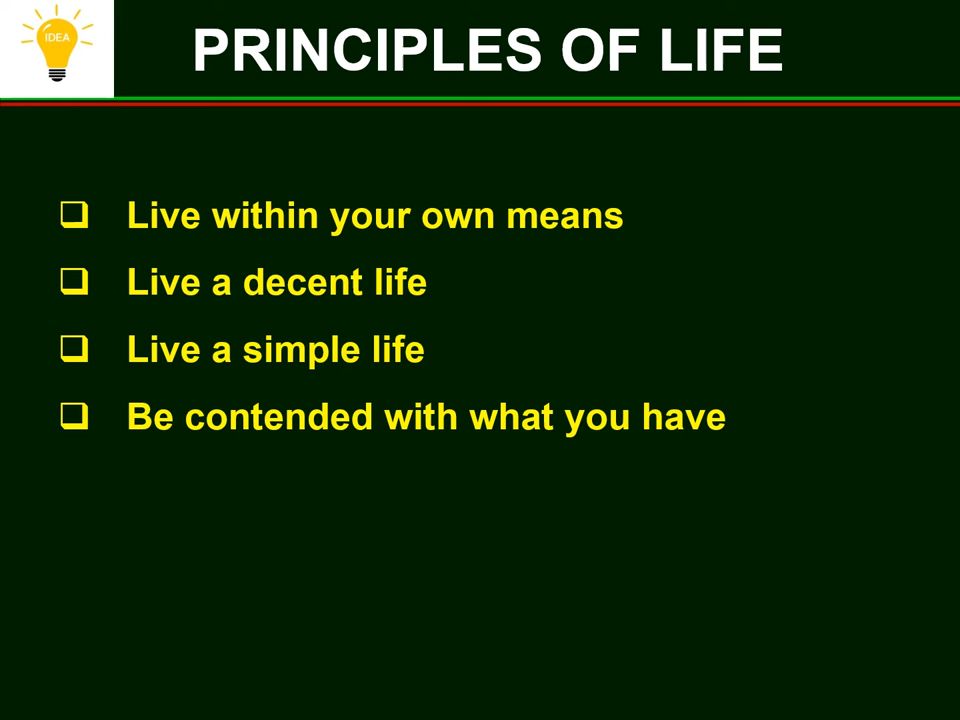 IDEA
PRINCIPLES OF LIFE
Live within your own means
Live a decent life
Live a simple life
Be contended with what you have